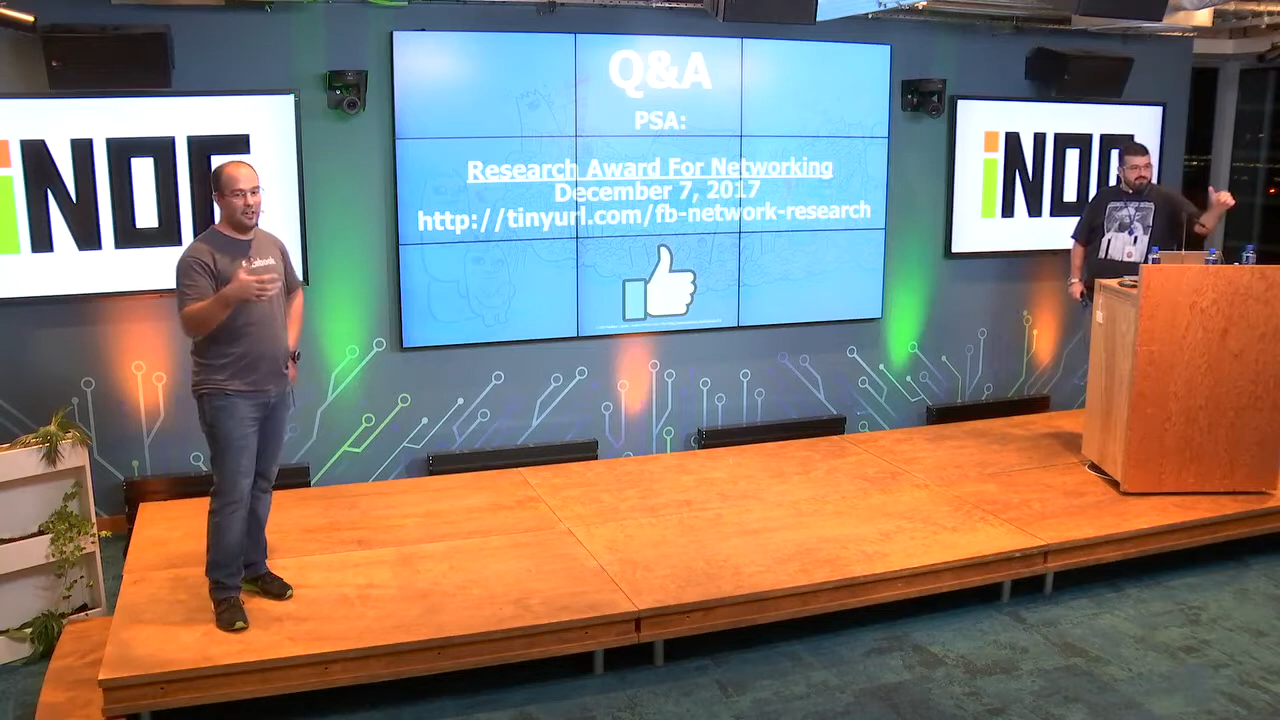 Q&A
PSA:
Research Award For Networking
December 7, 2017
http://tinyurl.com/fb-network-research
iNOG
iNOG